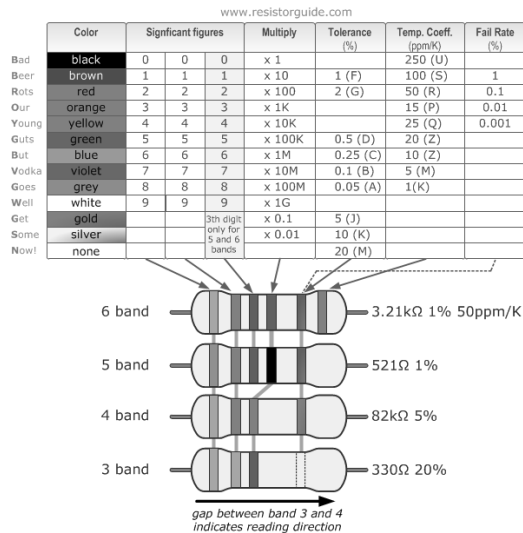 www.resistorguide.com
Color Signficant figures Multiply Tolerance (%) Temp. Coeff. (ppm/K) Fail Rate (%)
Bad black 0 0 0 x 1 250 (U)
Beer brown 1 1 1 x 10 1 (F) 100 (S) 1
Rots red 2 2 2 x 100 2 (G) 50 (R) 0.1
Our orange 3 3 3 x 1K 15 (P) 0.01
Young yellow 4 4 4 x 10K 25 (Q) 0.001
Guts green 5 5 5 x 100K 0.5 (D) 20 (Z)
But blue 6 6 6 x 1M 0.25 (C) 10 (Z)
Vodka violet 7 7 7 x 10M 0.1 (B) 5 (M)
Goes grey 8 8 8 x 100M 0.05 (A) 1(K)
Well white 9 9 9 x 1G
Get gold x 0.1 5 (J)
Some silver x 0.01 10 (K)
Now! none 20 (M)
3th digit
only for
5 and 6
bands
6 band 3.21kΩ 1% 50ppm/K
5 band 521Ω 1%
4 band 82kΩ 5%
3 band 330Ω 20%
gap between band 3 and 4
indicates reading direction